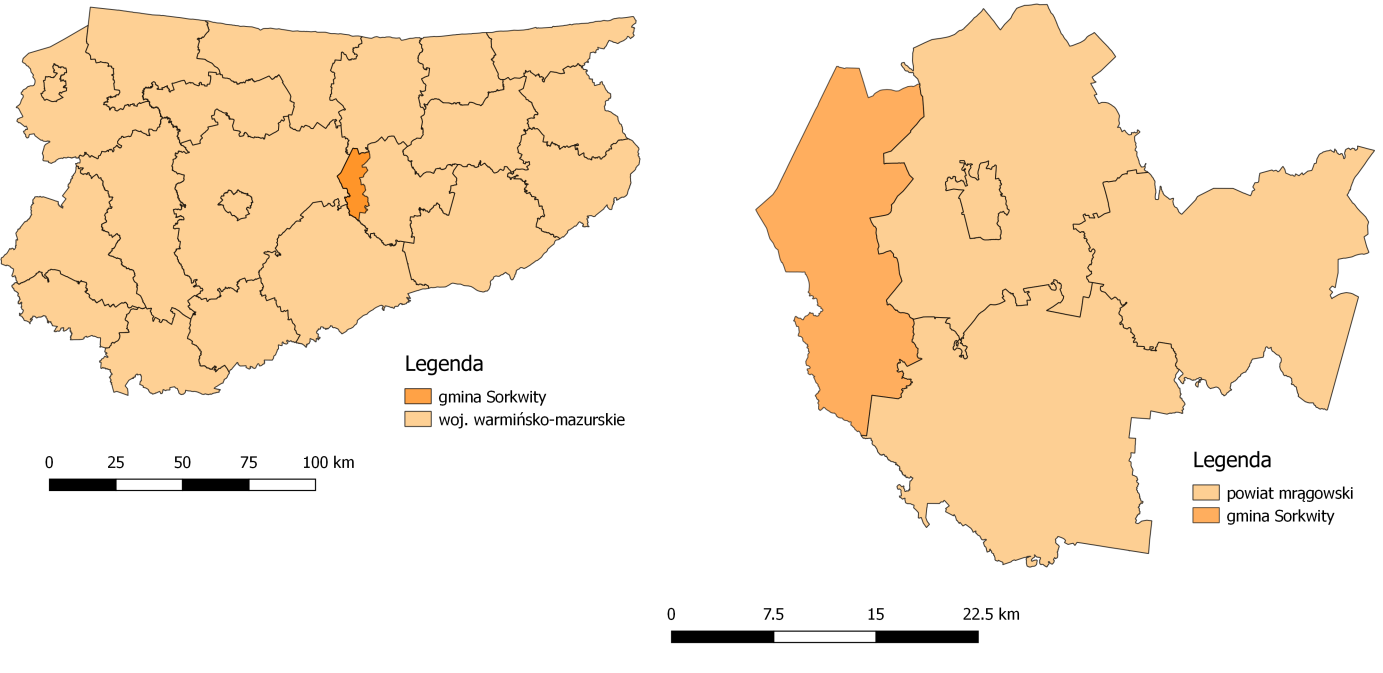 Legenda
gmina Sorkwity
woj. warmińsko-mazurskie
0 25 50 75 100 km
Legenda
powiat mrągowski
gmina Sorkwity
0 7.5 15 22.5 km